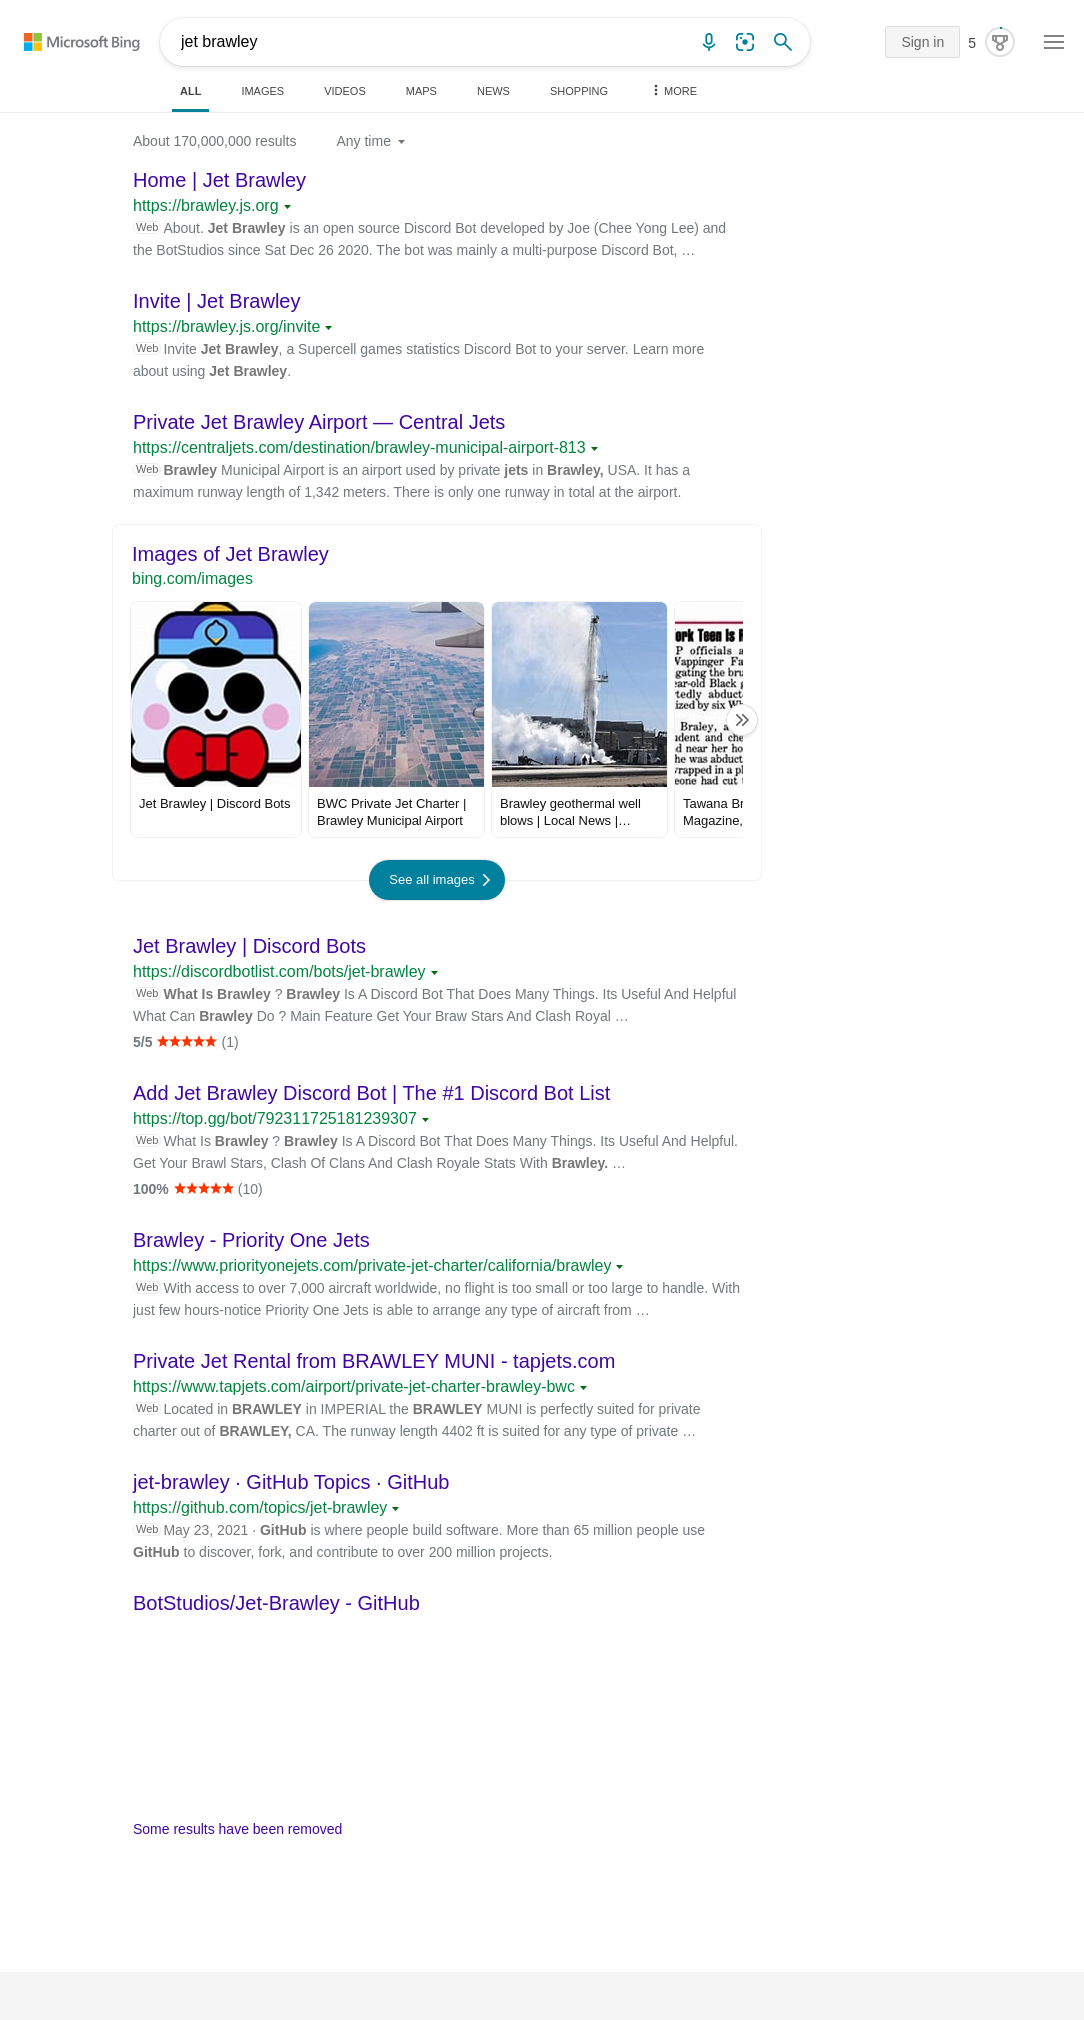 Microsoft Bing
jet brawley
Sign in
5
ALL
IMAGES
VIDEOS
MAPS
NEWS
SHOPPING
MORE
About 170,000,000 results
Any time
Home | Jet Brawley
https://brawley.js.org
Web About. Jet Brawley is an open source Discord Bot developed by Joe (Chee Yong Lee) and
the BotStudios since Sat Dec 26 2020. The bot was mainly a multi-purpose Discord Bot, …
Invite | Jet Brawley
https://brawley.js.org/invite
Web Invite Jet Brawley, a Supercell games statistics Discord Bot to your server. Learn more
about using Jet Brawley.
Private Jet Brawley Airport — Central Jets
https://centraljets.com/destination/brawley-municipal-airport-813
Web Brawley Municipal Airport is an airport used by private jets in Brawley, USA. It has a
maximum runway length of 1,342 meters. There is only one runway in total at the airport.
Images of Jet Brawley
bing.com/images
ork Teen Is
P officials a
Wappinger Fa
gating the bru
ear-old Black
rtedly abduct
ized by six W
Braley, a
udent and che
d near her ho
he was abduct
wrapped in a pl
eone had cut
Jet Brawley | Discord Bots
BWC Private Jet Charter |
Brawley Municipal Airport
Brawley geothermal well
blows | Local News |…
Tawana Br
Magazine,
See all images
Jet Brawley | Discord Bots
https://discordbotlist.com/bots/jet-brawley
Web What Is Brawley ? Brawley Is A Discord Bot That Does Many Things. Its Useful And Helpful
What Can Brawley Do ? Main Feature Get Your Braw Stars And Clash Royal …
5/5 ★★★★★ (1)
Add Jet Brawley Discord Bot | The #1 Discord Bot List
https://top.gg/bot/792311725181239307
Web What Is Brawley ? Brawley Is A Discord Bot That Does Many Things. Its Useful And Helpful.
Get Your Brawl Stars, Clash Of Clans And Clash Royale Stats With Brawley. …
100% ★★★★★ (10)
Brawley - Priority One Jets
https://www.priorityonejets.com/private-jet-charter/california/brawley
Web With access to over 7,000 aircraft worldwide, no flight is too small or too large to handle. With
just few hours-notice Priority One Jets is able to arrange any type of aircraft from …
Private Jet Rental from BRAWLEY MUNI - tapjets.com
https://www.tapjets.com/airport/private-jet-charter-brawley-bwc
Web Located in BRAWLEY in IMPERIAL the BRAWLEY MUNI is perfectly suited for private
charter out of BRAWLEY, CA. The runway length 4402 ft is suited for any type of private …
jet-brawley · GitHub Topics · GitHub
https://github.com/topics/jet-brawley
Web May 23, 2021 · GitHub is where people build software. More than 65 million people use
GitHub to discover, fork, and contribute to over 200 million projects.
BotStudios/Jet-Brawley - GitHub
Some results have been removed